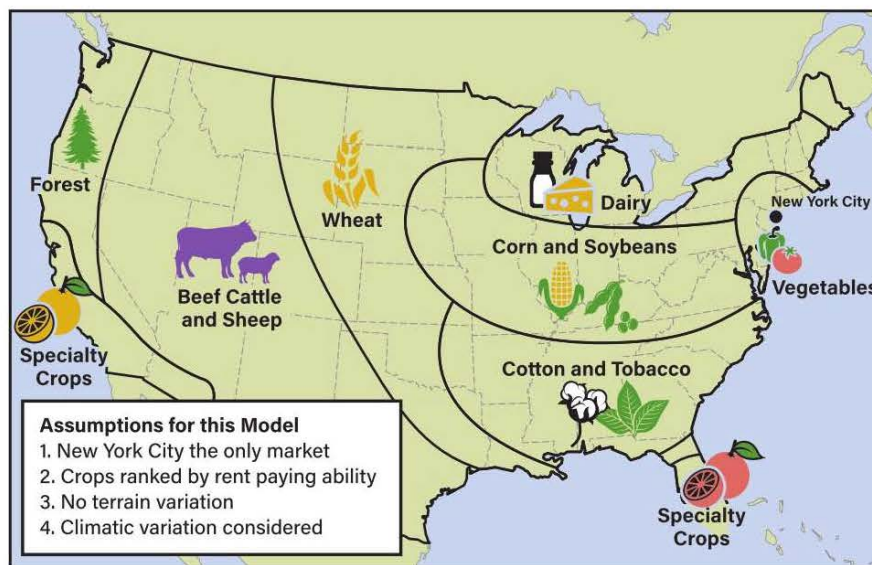 Forest
Wheat
Dairy
New York City
Corn and Soybeans
Beef Cattle
and Sheep
Vegetables
Specialty
Crops
Cotton and Tobacco
Assumptions for this Model
1. New York City the only market
2. Crops ranked by rent paying ability
3. No terrain variation
4. Climatic variation considered
Specialty
Crops